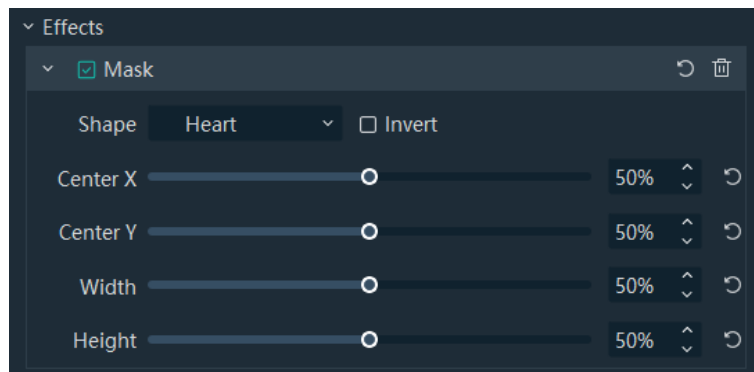 Effects
Mask
Shape Heart Invert
Center X 50%
Center Y 50%
Width 50%
Height 50%